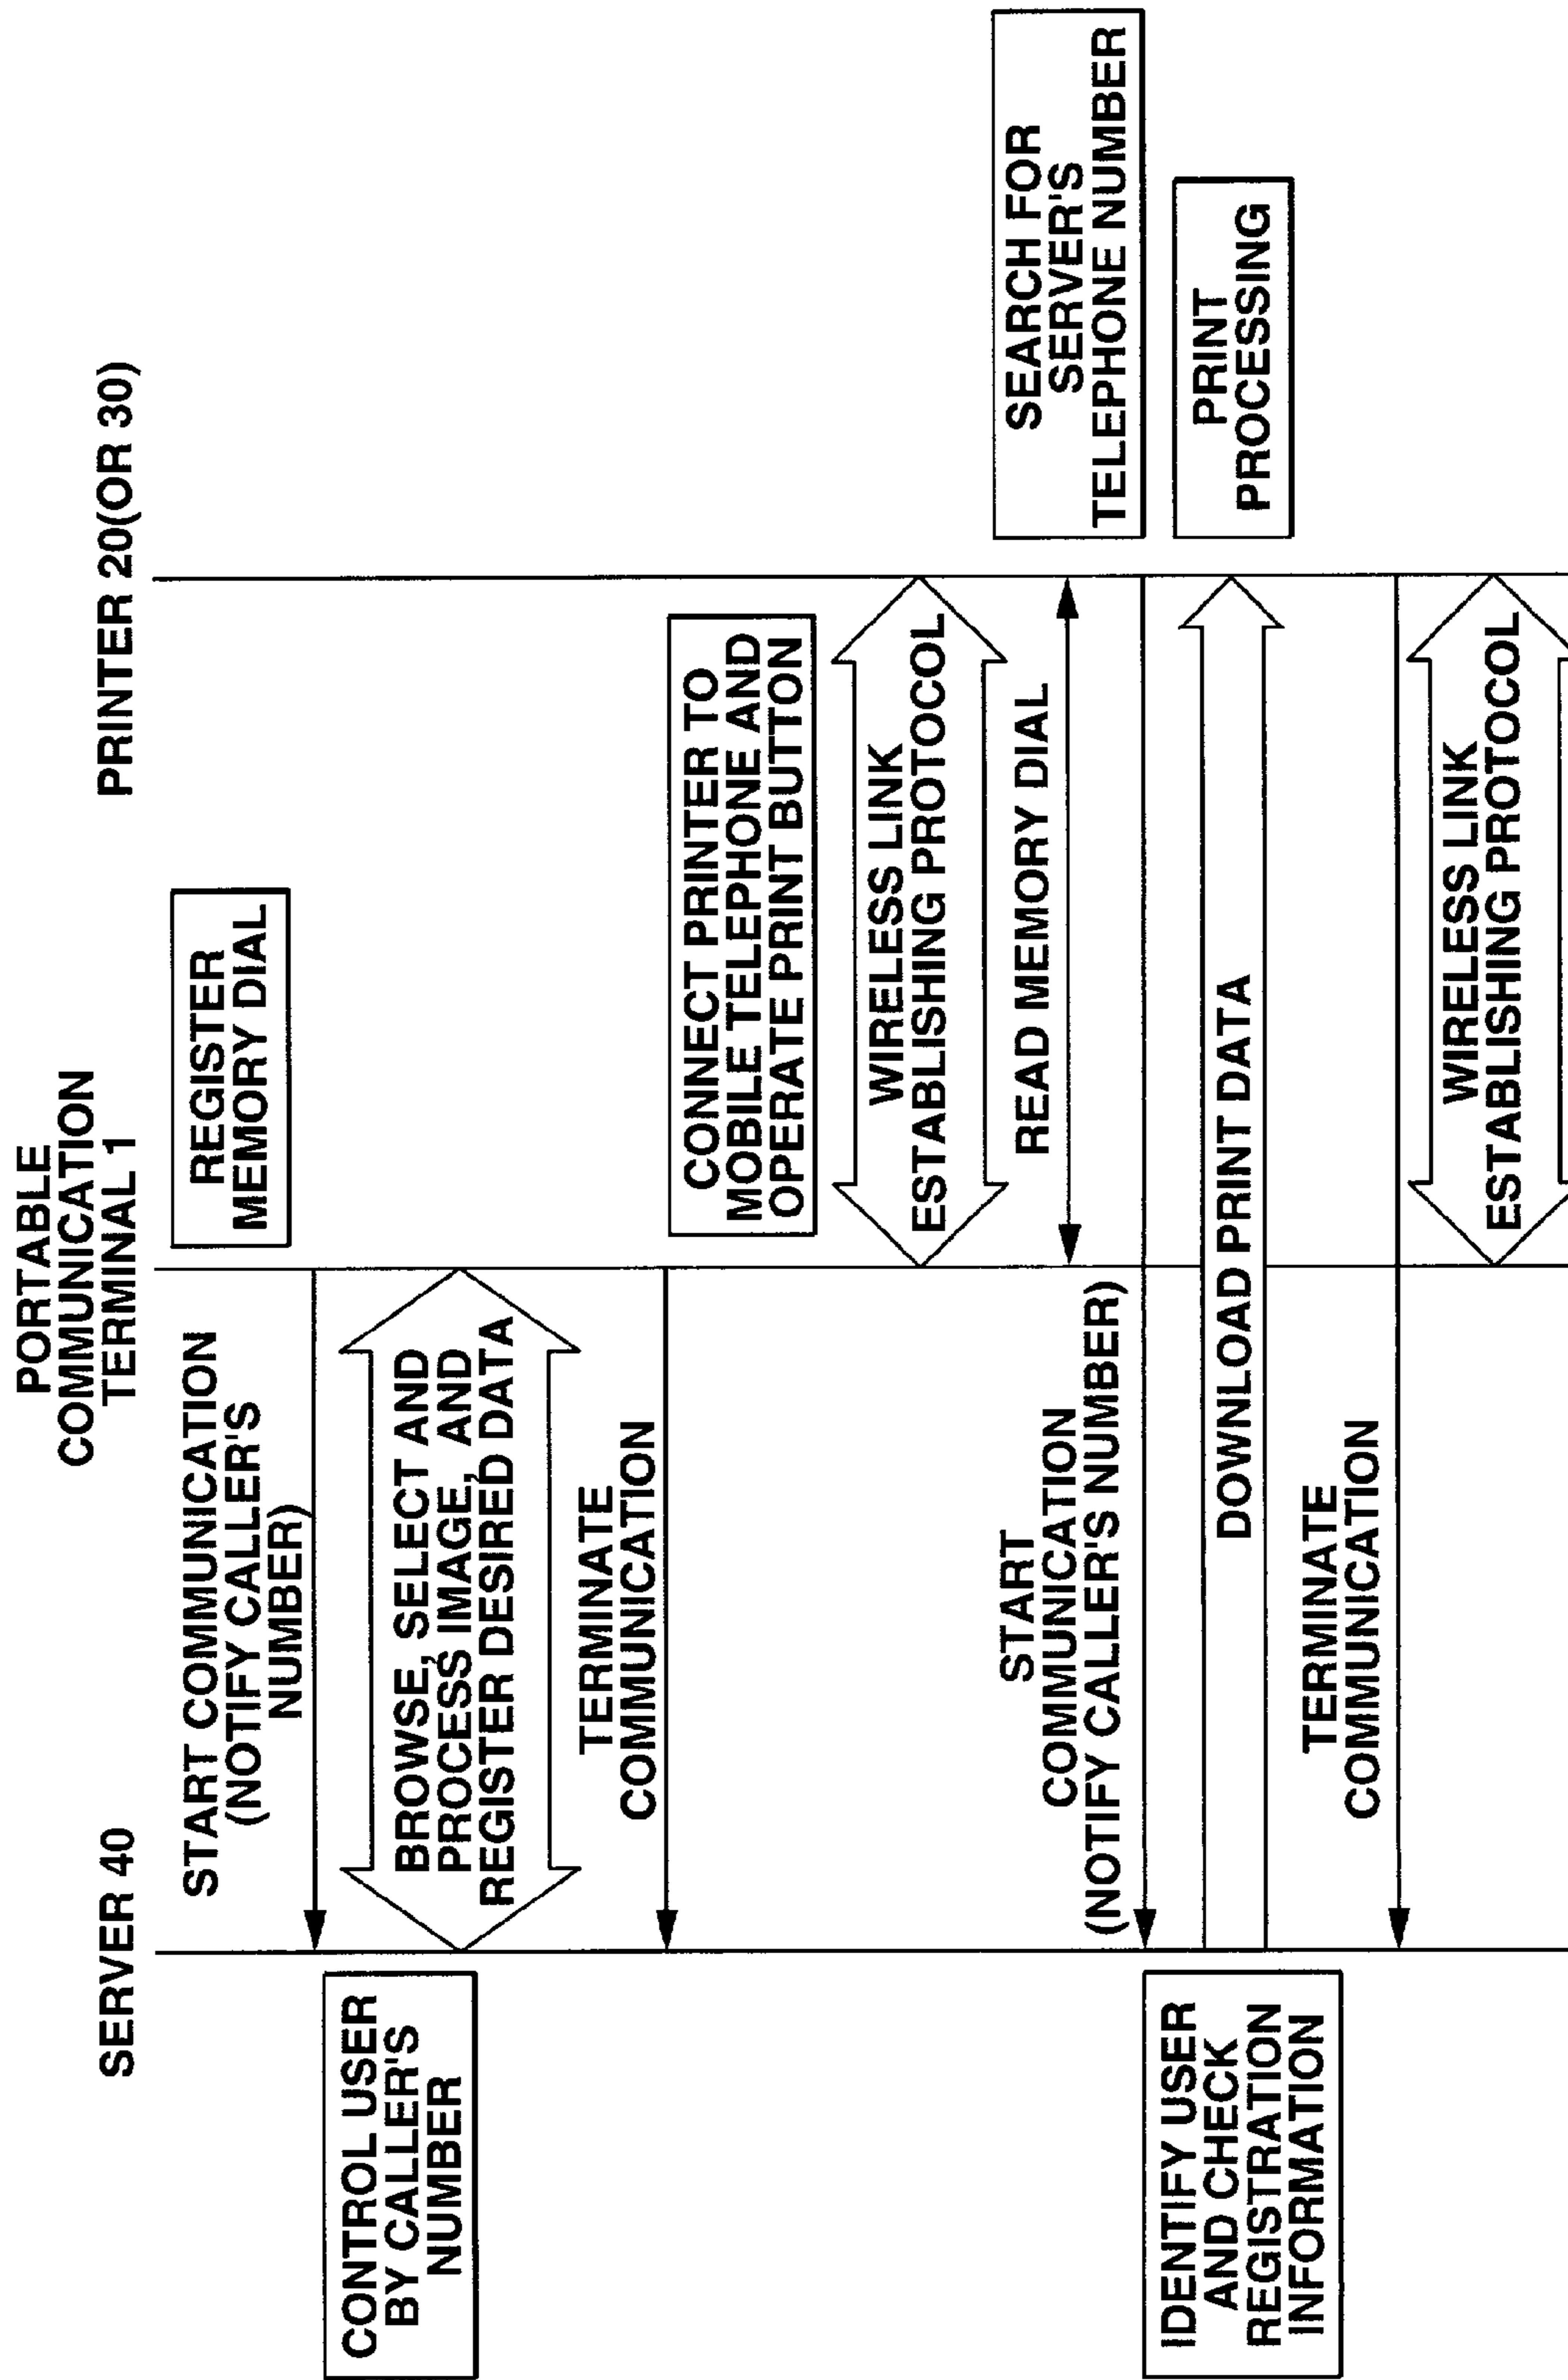 SERVER 40
PORTABLE
COMMUNICATION
TERMINAL 1
PRINTER 20(OR 30)
REGISTER
MEMORY DIAL
START COMMUNICATION
(NOTIFY CALLER'S
NUMBER)
CONTROL USER
BY CALLER'S
NUMBER
BROWSE, SELECT AND
PROCESS IMAGE, AND
REGISTER DESIRED DATA
TERMINATE
COMMUNICATION
CONNECT PRINTER TO
MOBILE TELEPHONE AND
OPERATE PRINT BUTTON
WIRELESS LINK
ESTABLISHING PROTOCOL
READ MEMORY DIAL
SEARCH FOR
SERVER'S
TELEPHONE NUMBER
START
COMMUNICATION
(NOTIFY CALLER'S NUMBER)
IDENTIFY USER
AND CHECK
REGISTRATION
INFORMATION
DOWNLOAD PRINT DATA
PRINT
PROCESSING
TERMINATE
COMMUNICATION
WIRELESS LINK
ESTABLISHING PROTOCOL